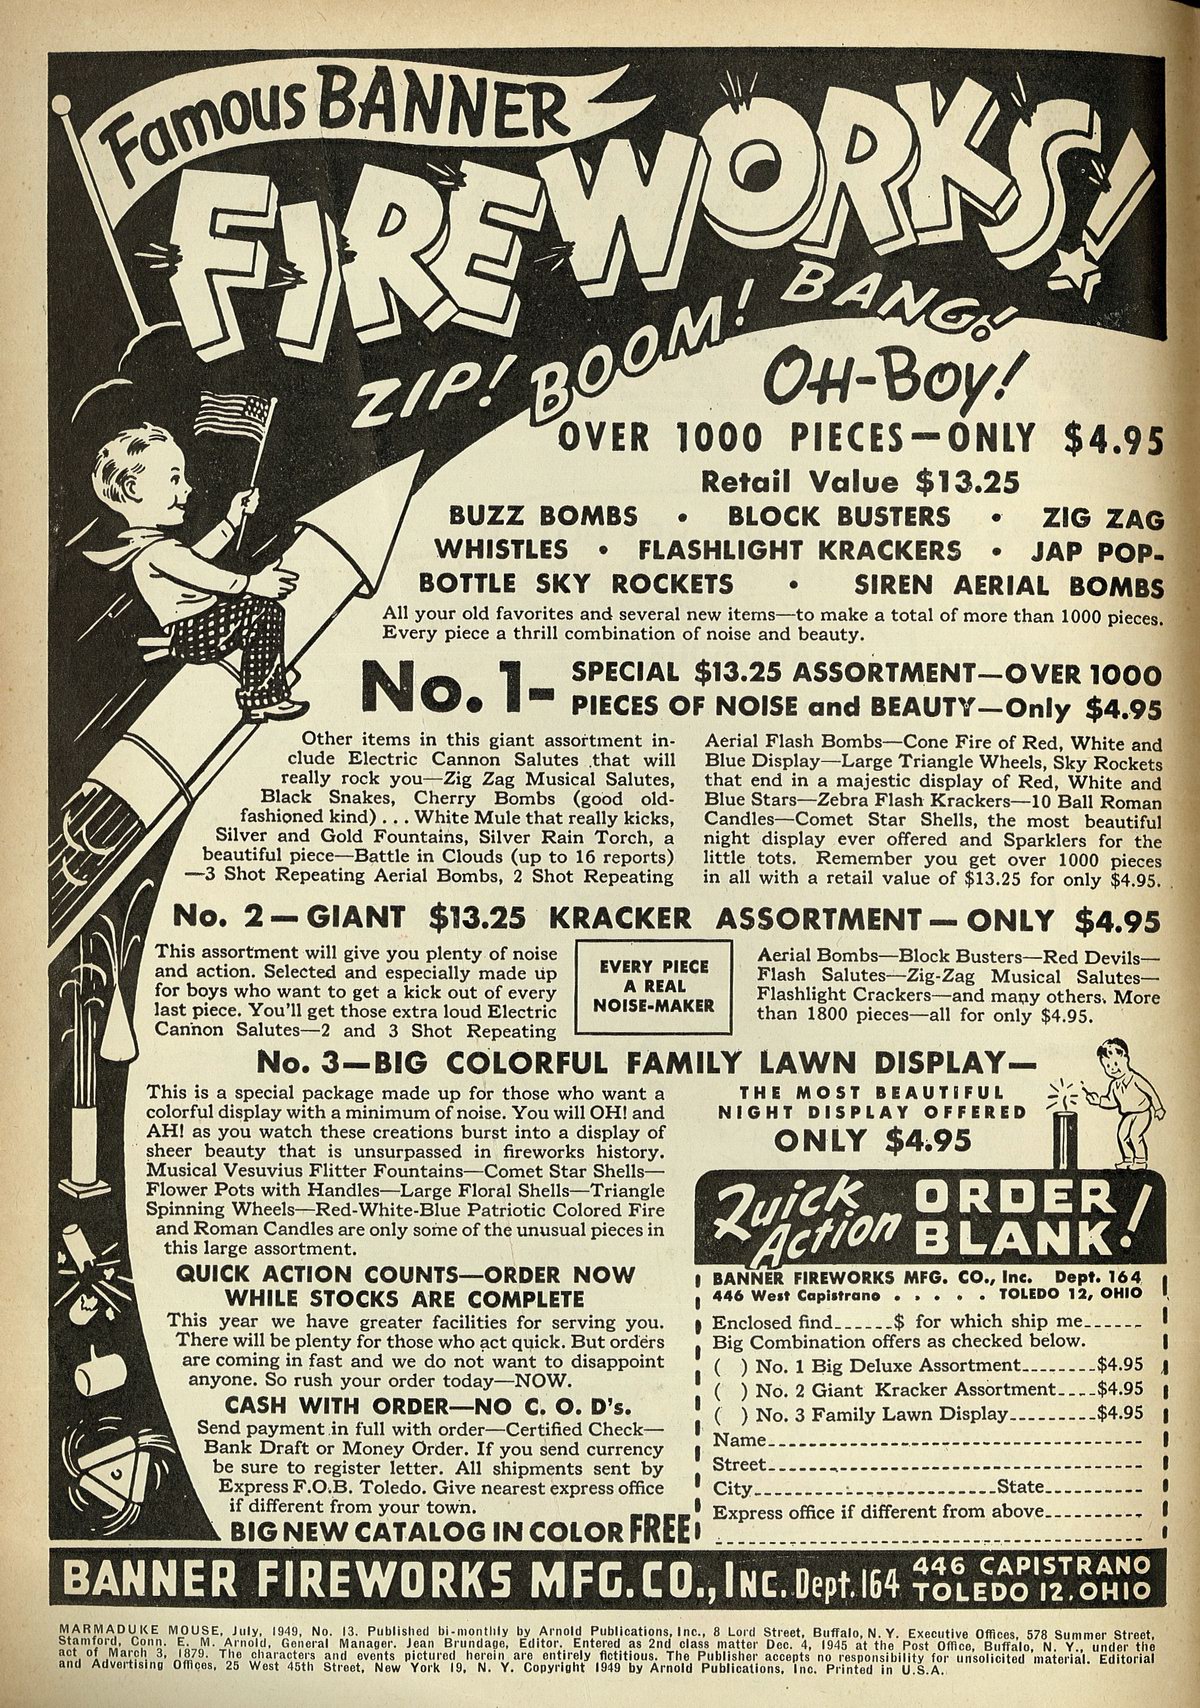 Famous BANNER
FIREWORKS!
ZIP! BOOM! BANG!
OH-BOY!
OVER 1000 PIECES—ONLY $4.95
Retail Value $13.25
BUZZ BOMBS • BLOCK BUSTERS • ZIG ZAG
WHISTLES • FLASHLIGHT KRACKERS • JAP POP-
BOTTLE SKY ROCKETS • SIREN AERIAL BOMBS
All your old favorites and several new items—to make a total of more than 1000 pieces.
Every piece a thrill combination of noise and beauty.
No. 1-
SPECIAL $13.25 ASSORTMENT—OVER 1000
PIECES OF NOISE and BEAUTY—Only $4.95
Other items in this giant assortment in-
clude Electric Cannon Salutes that will
really rock you—Zig Zag Musical Salutes,
Black Snakes, Cherry Bombs (good old-
fashioned kind) . . . White Mule that really kicks,
Silver and Gold Fountains, Silver Rain Torch, a
beautiful piece—Battle in Clouds (up to 16 reports)
—3 Shot Repeating Aerial Bombs, 2 Shot Repeating
Aerial Flash Bombs—Cone Fire of Red, White and
Blue Display—Large Triangle Wheels, Sky Rockets
that end in a majestic display of Red, White and
Blue Stars—Zebra Flash Krackers—10 Ball Roman
Candles—Comet Star Shells, the most beautiful
night display ever offered and Sparklers for the
little tots. Remember you get over 1000 pieces
in all with a retail value of $13.25 for only $4.95.
No. 2—GIANT $13.25 KRACKER ASSORTMENT—ONLY $4.95
This assortment will give you plenty of noise
and action. Selected and especially made up
for boys who want to get a kick out of every
last piece. You'll get those extra loud Electric
Cannon Salutes—2 and 3 Shot Repeating
EVERY PIECE
A REAL
NOISE-MAKER
Aerial Bombs—Block Busters—Red Devils—
Flash Salutes—Zig-Zag Musical Salutes—
Flashlight Crackers—and many others. More
than 1800 pieces—all for only $4.95.
No. 3—BIG COLORFUL FAMILY LAWN DISPLAY—
This is a special package made up for those who want a
colorful display with a minimum of noise. You will OH! and
AH! as you watch these creations burst into a display of
sheer beauty that is unsurpassed in fireworks history.
Musical Vesuvius Flitter Fountains—Comet Star Shells—
Flower Pots with Handles—Large Floral Shells—Triangle
Spinning Wheels—Red-White-Blue Patriotic Colored Fire
and Roman Candles are only some of the unusual pieces in
this large assortment.
THE MOST BEAUTIFUL
NIGHT DISPLAY OFFERED
ONLY $4.95
QUICK ACTION COUNTS—ORDER NOW
WHILE STOCKS ARE COMPLETE
This year we have greater facilities for serving you.
There will be plenty for those who act quick. But orders
are coming in fast and we do not want to disappoint
anyone. So rush your order today—NOW.
CASH WITH ORDER—NO C. O. D's.
Send payment in full with order—Certified Check—
Bank Draft or Money Order. If you send currency
be sure to register letter. All shipments sent by
Express F.O.B. Toledo. Give nearest express office
if different from your town.
BIG NEW CATALOG IN COLOR FREE!
Quick Action ORDER BLANK!
BANNER FIREWORKS MFG. CO., Inc. Dept. 164
446 West Capistrano . . . . . TOLEDO 12, OHIO
Enclosed find______$ for which ship me______
Big Combination offers as checked below.
( ) No. 1 Big Deluxe Assortment________$4.95
( ) No. 2 Giant Kracker Assortment____$4.95
( ) No. 3 Family Lawn Display_________$4.95
Name
Street
City____State
Express office if different from above
BANNER FIREWORKS MFG. CO., INC. Dept. 164 446 CAPISTRANO
TOLEDO 12, OHIO
MARMADUKE MOUSE, July, 1949, No. 13. Published bi-monthly by Arnold Publications, Inc., 8 Lord Street, Buffalo, N. Y. Executive Offices, 578 Summer Street,
Stamford, Conn. E. M. Arnold, General Manager. Jean Brundage, Editor. Entered as 2nd class matter Dec. 4, 1945 at the Post Office, Buffalo, N. Y., under the
act of March 3, 1879. The characters and events pictured herein are entirely fictitious. The Publisher accepts no responsibility for unsolicited material. Editorial
and Advertising Offices, 25 West 45th Street, New York 19, N. Y. Copyright 1949 by Arnold Publications, Inc. Printed in U.S.A.